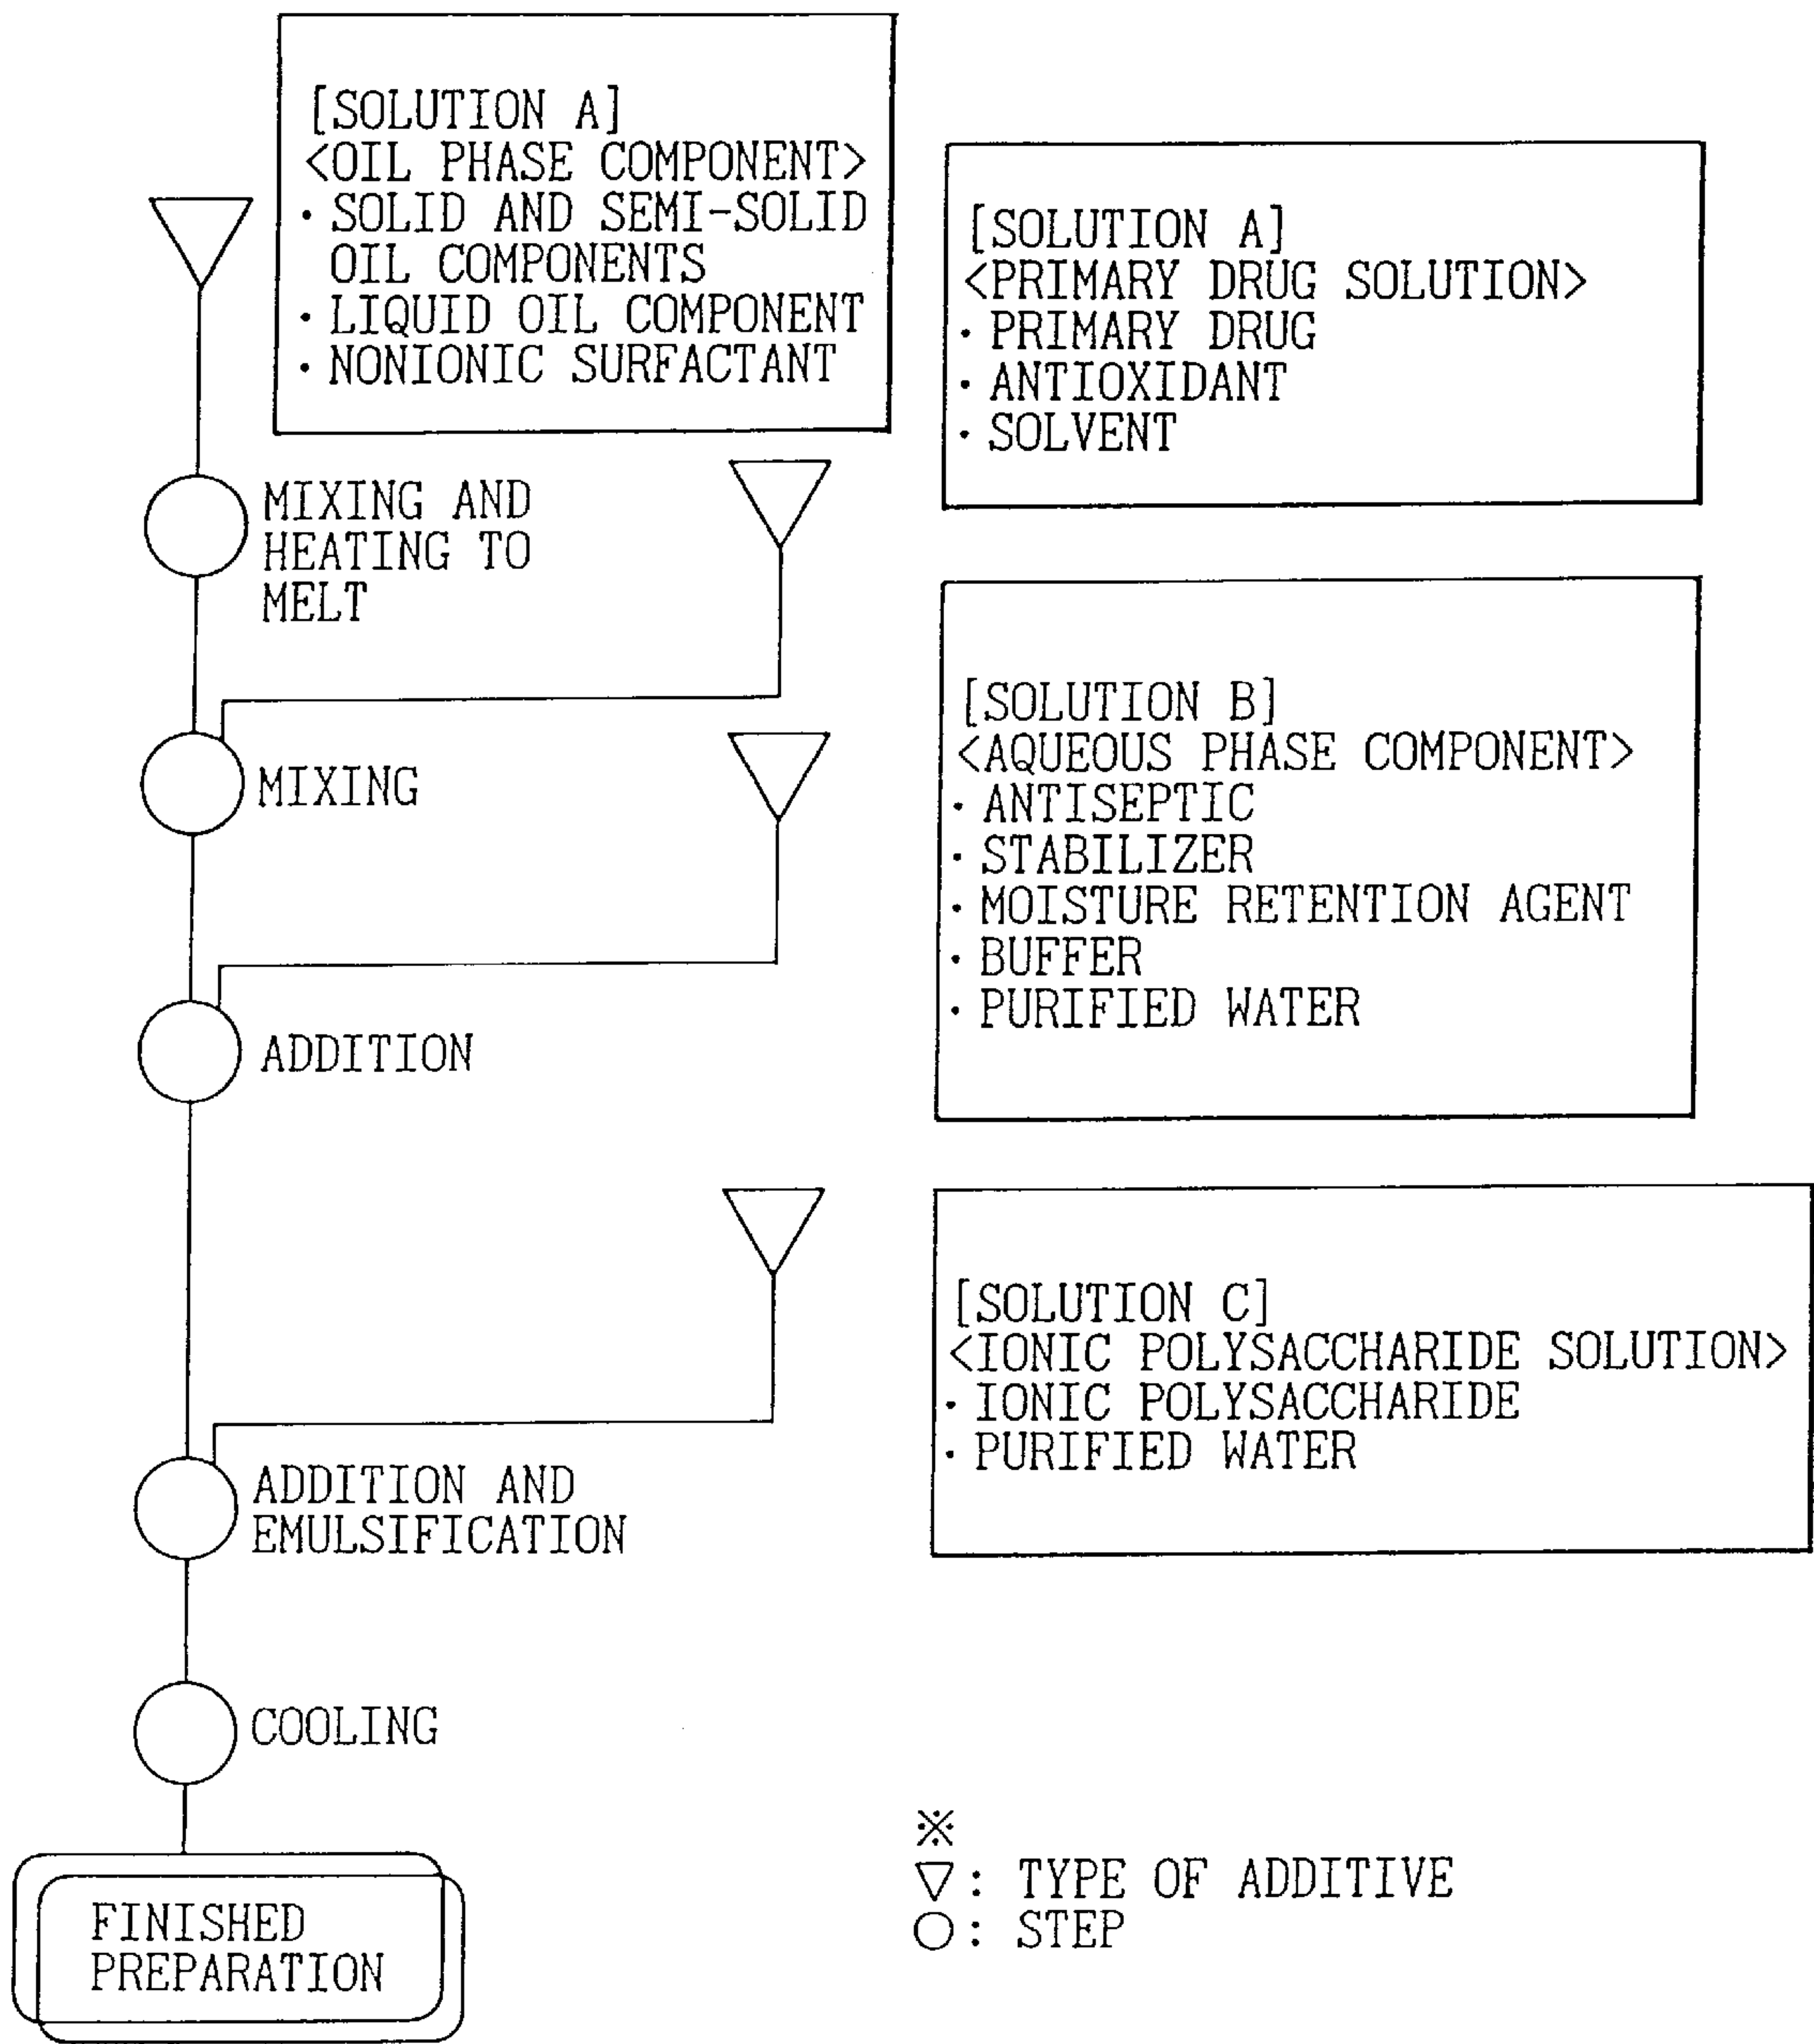 [SOLUTION A]
<OIL PHASE COMPONENT>
・SOLID AND SEMI-SOLID
OIL COMPONENTS
・LIQUID OIL COMPONENT
・NONIONIC SURFACTANT
[SOLUTION A]
<PRIMARY DRUG SOLUTION>
・PRIMARY DRUG
・ANTIOXIDANT
・SOLVENT
MIXING AND
HEATING TO
MELT
[SOLUTION B]
<AQUEOUS PHASE COMPONENT>
・ANTISEPTIC
・STABILIZER
・MOISTURE RETENTION AGENT
・BUFFER
・PURIFIED WATER
MIXING
ADDITION
[SOLUTION C]
<IONIC POLYSACCHARIDE SOLUTION>
・IONIC POLYSACCHARIDE
・PURIFIED WATER
ADDITION AND
EMULSIFICATION
COOLING
FINISHED
PREPARATION
※
▽: TYPE OF ADDITIVE
○: STEP